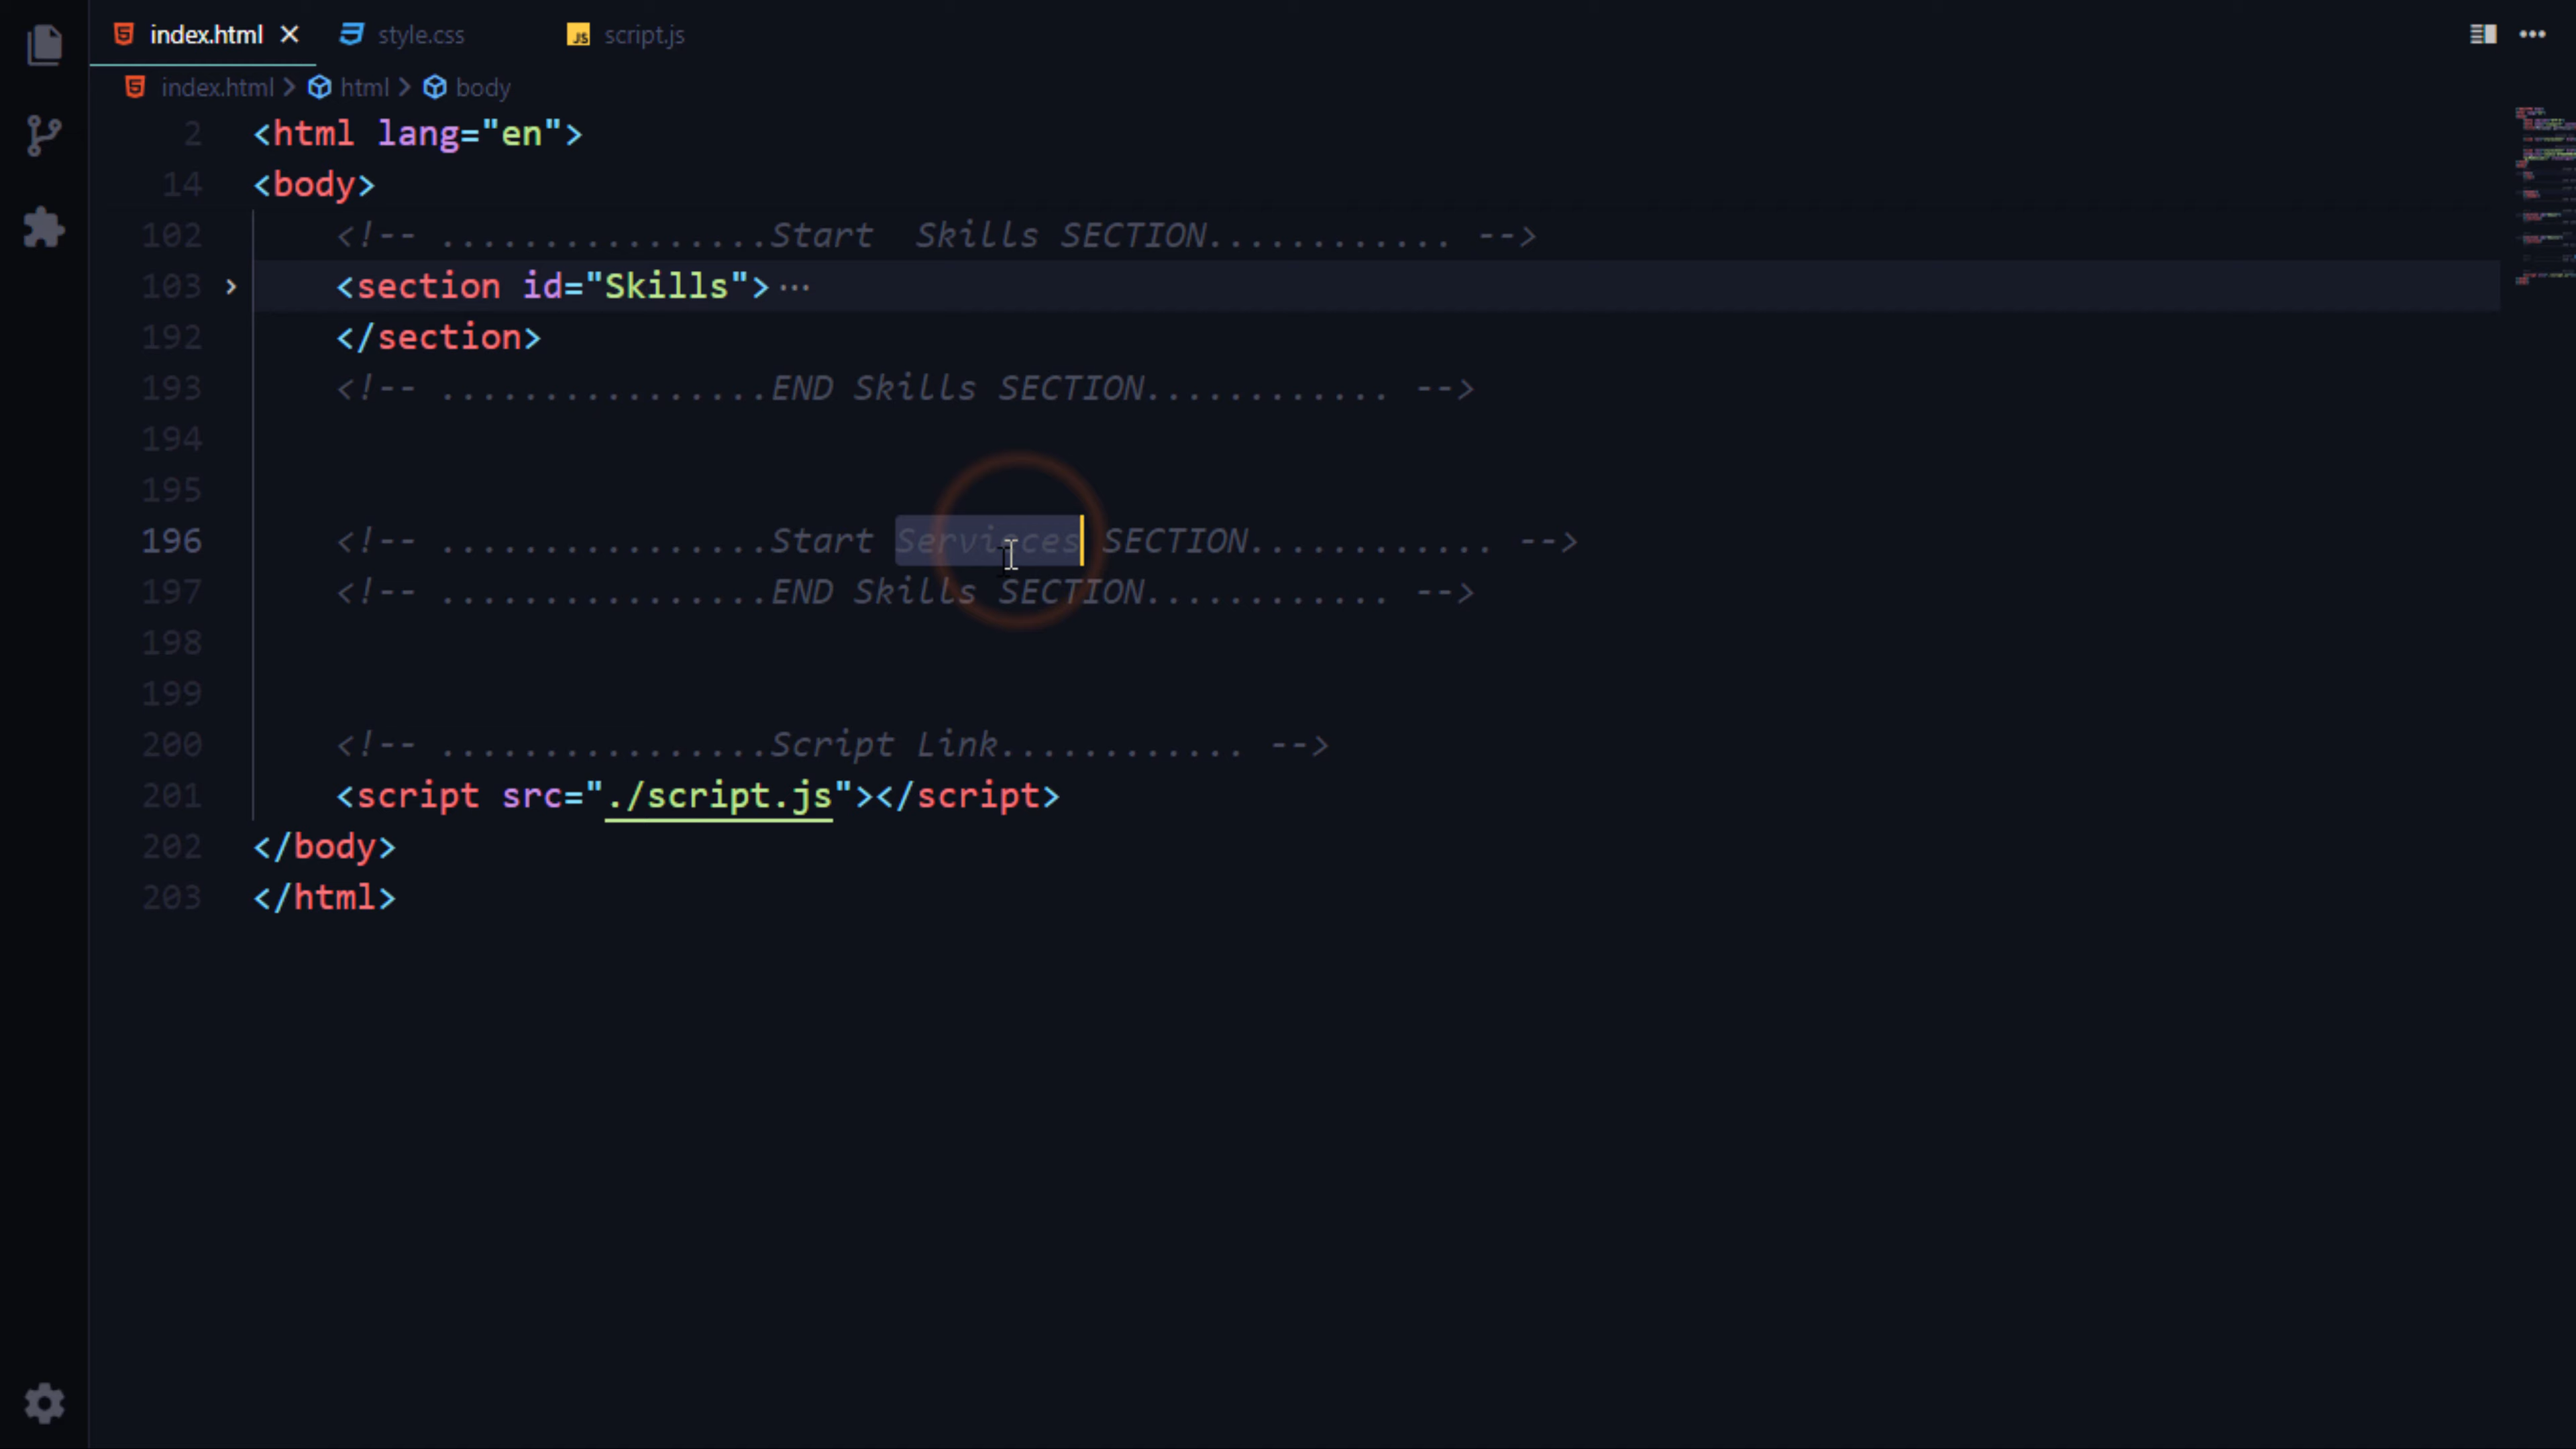 index.html
style.css
JS script.js
index.html > html > body
2 <html lang="en">
14 <body>
102 <!-- ................Start  Skills SECTION............ -->
103 <section id="Skills">···
192 </section>
193 <!-- ................END Skills SECTION............ -->
194
195
196 <!-- ................Start SECTION............ -->
197 <!-- ................END Skills SECTION............ -->
198
199
200 <!-- ................Script Link............ -->
201 <script src="./script.js"></script>
202 </body>
203 </html>